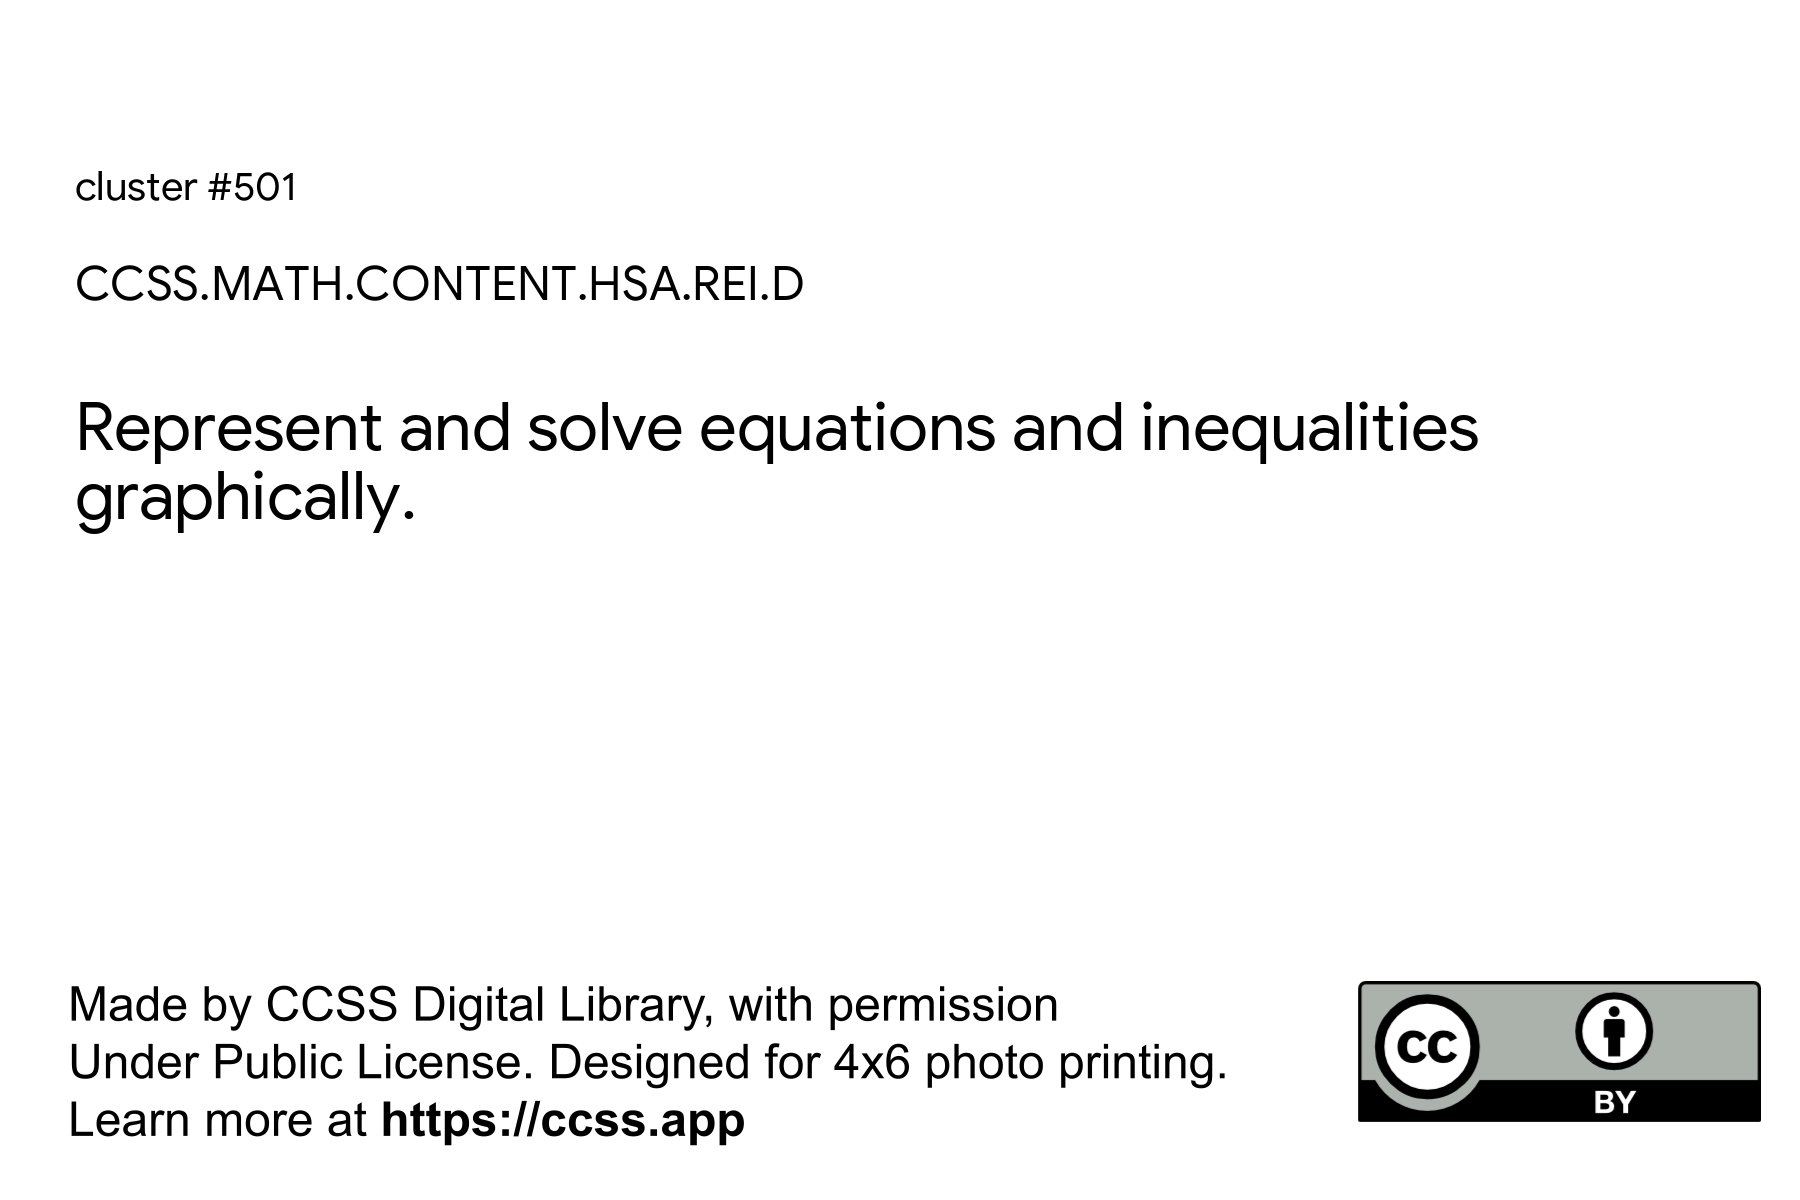 cluster #501
CCSS.MATH.CONTENT.HSA.REI.D
Represent and solve equations and inequalities
graphically.
Made by CCSS Digital Library, with permission
Under Public License. Designed for 4x6 photo printing.
Learn more at https://ccss.app
CC
BY